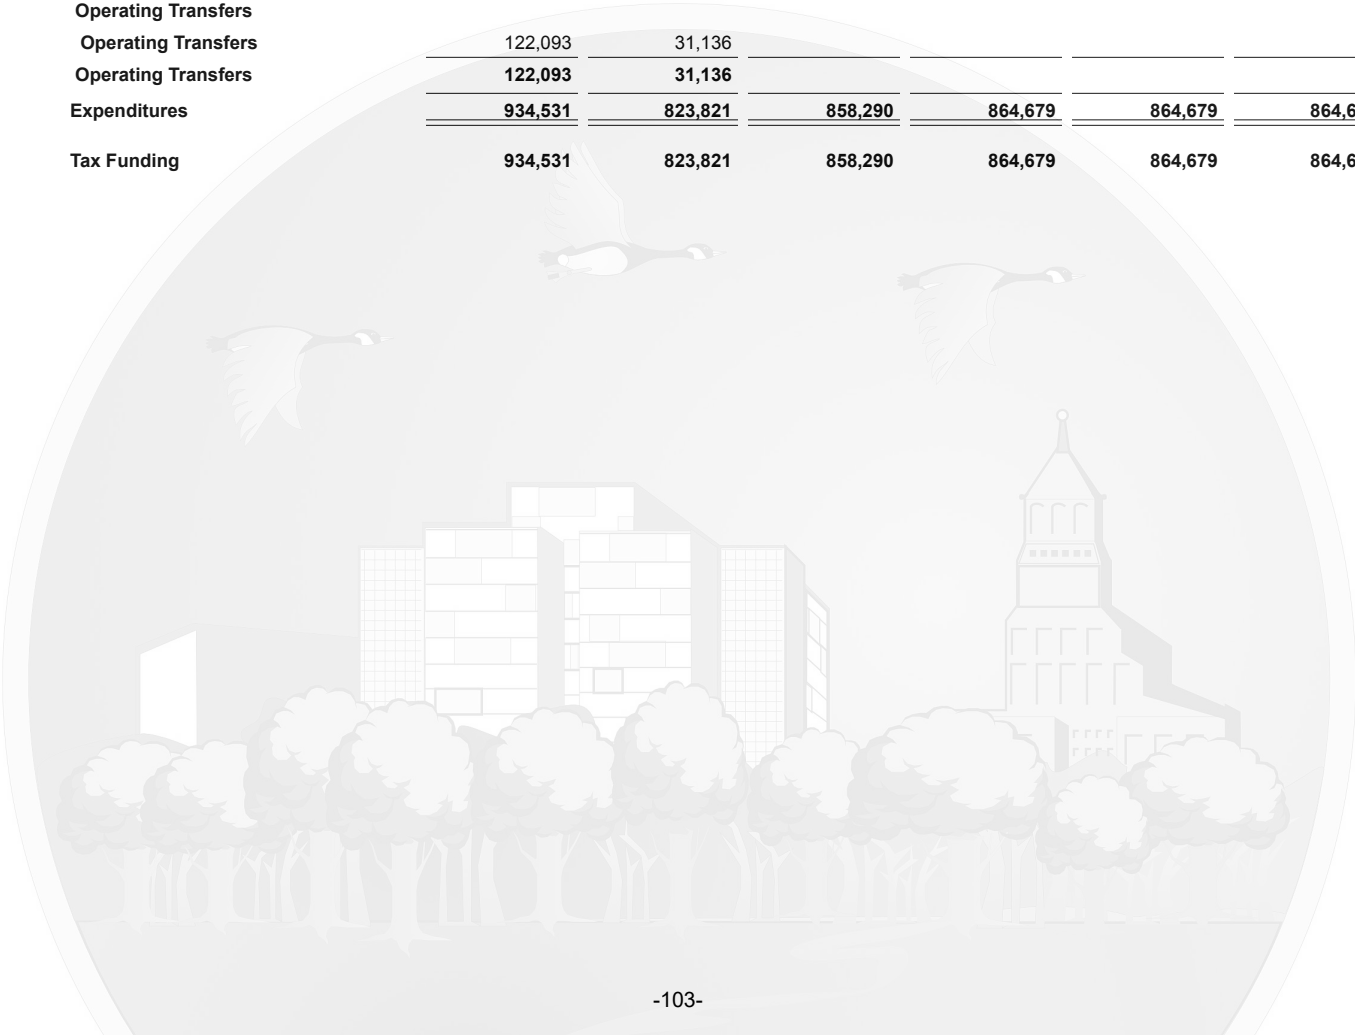 Operating Transfers
Operating Transfers 122,093 31,136
Operating Transfers 122,093 31,136
Expenditures 934,531 823,821 858,290 864,679 864,679
Tax Funding 934,531 823,821 858,290 864,679 864,679
-103-